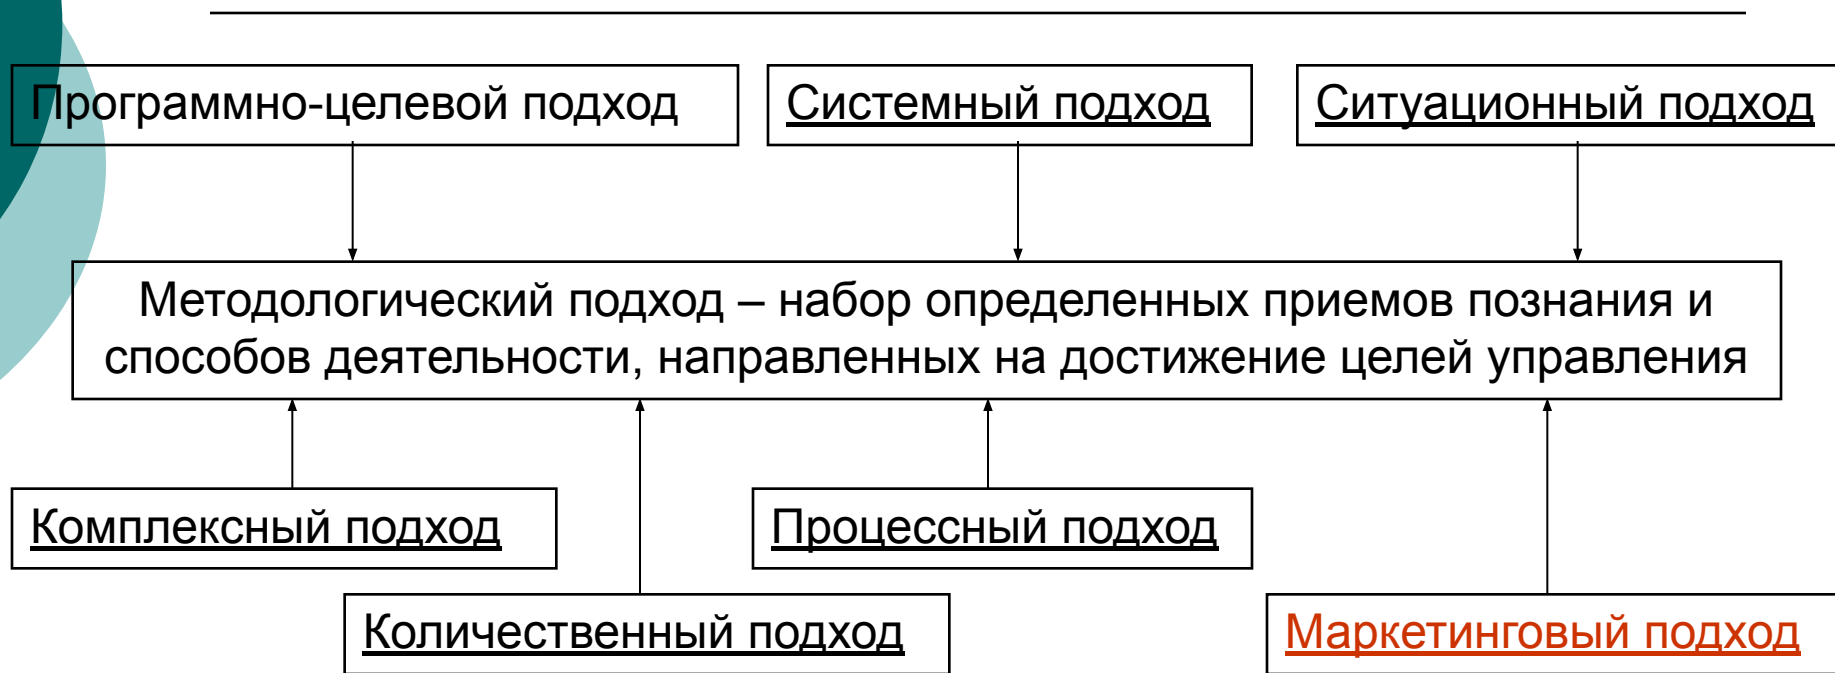 Программно-целевой подход
Системный подход
Ситуационный подход
Методологический подход – набор определенных приемов познания и
способов деятельности, направленных на достижение целей управления
Комплексный подход
Процессный подход
Количественный подход
Маркетинговый подход